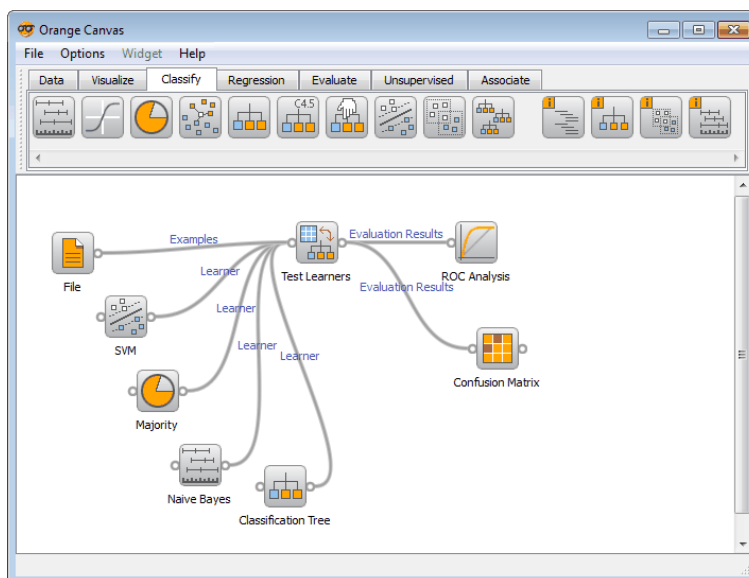 Orange Canvas
File Options Widget Help
Data Visualize Classify Regression Evaluate Unsupervised Associate
C4.5
i i i i
Examples
Evaluation Results
File
Learner
Test Learners
ROC Analysis
Evaluation Results
Learner
SVM
Learner
Learner
Confusion Matrix
Majority
Naive Bayes
Classification Tree